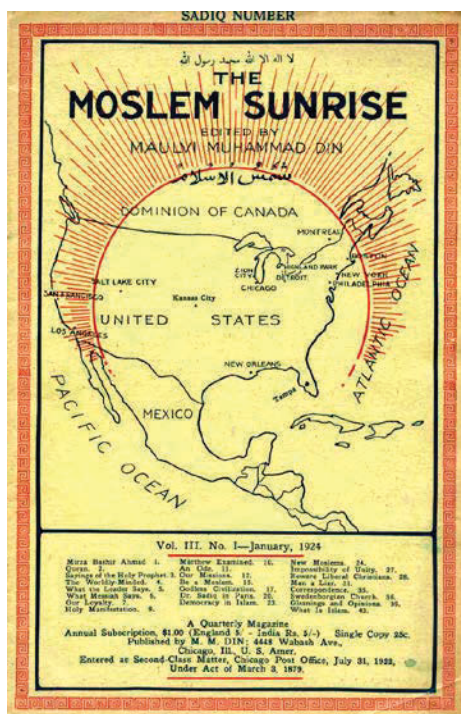 SADIQ NUMBER
لا اله الا الله محمد رسول الله
THE
MOSLEM SUNRISE
EDITED BY
MAULVI MUHAMMAD DIN
شمس الاسلام
DOMINION OF CANADA
MONTREAL
BOSTON
ZION CITY
HIGHLAND PARK
DETROIT
NEW YORK
PHILADELPHIA
CHICAGO
SALT LAKE CITY
SAN FRANCISCO
Kansas City
UNITED STATES
LOS ANGELES
NEW ORLEANS
Tampa
ATLANTIC OCEAN
MEXICO
PACIFIC OCEAN
Vol. III. No. I—January, 1924
Mirza Bashir Ahmad 1.
Quran. 2.
Sayings of the Holy Prophet. 3.
The Worldly-Minded. 4.
What the Leader Says. 5.
What Messiah Says. 6.
Our Loyalty. 7.
Holy Manifestation. 8.
Matthew Examined. 10.
An Ode. 11.
Our Missions. 12.
Be a Moslem. 15.
Godless Civilization. 17.
Dr. Sadiq in Paris. 20.
Democracy in Islam. 23.
New Moslems. 24.
Impossibility of Unity. 27.
Beware Liberal Christians. 28.
Man a Liar. 31.
Correspondence. 33.
Swedenborgian Church. 36.
Gleanings and Opinions. 39.
What Is Islam. 43.
A Quarterly Magazine
Annual Subscription, $1.00 (England 5/- India Rs. 5/-) Single Copy 25c.
Published by M. M. DIN; 4448 Wabash Ave.,
Chicago, Ill., U. S. Amer.
Entered as Second-Class Matter, Chicago Post Office, July 31, 1922,
Under Act of March 3, 1879.